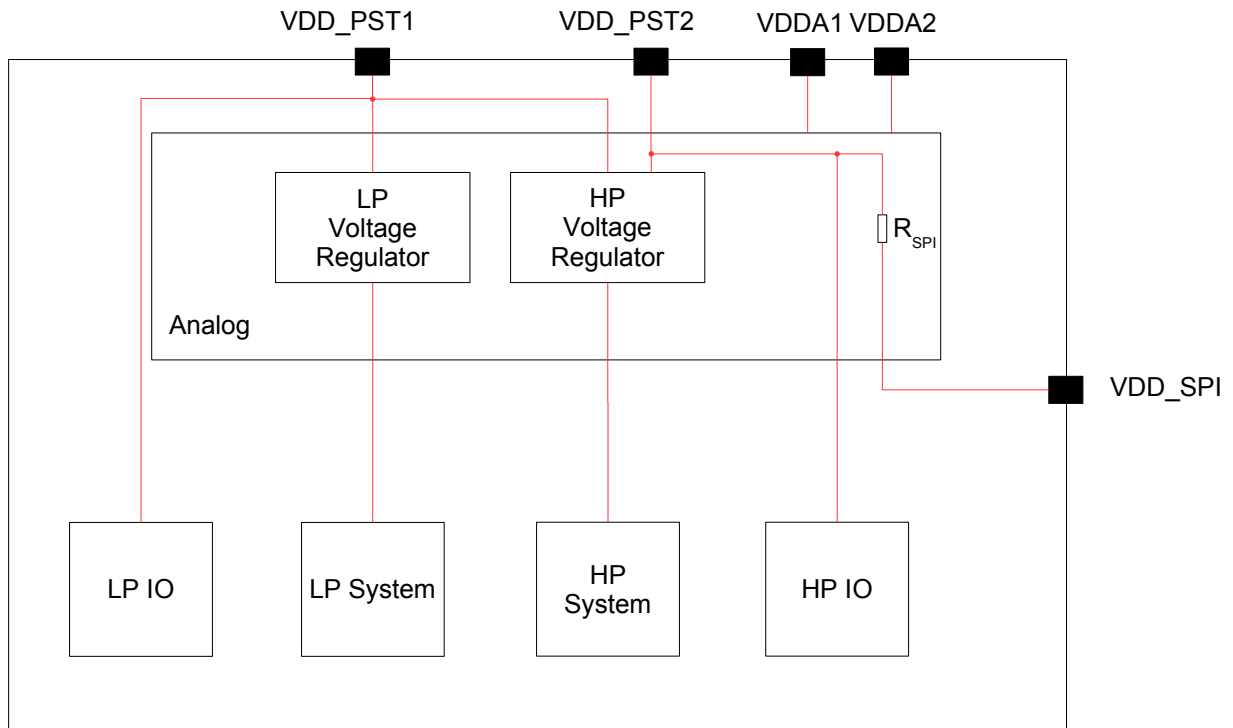 VDD_PST1
VDD_PST2
VDDA1
VDDA2
LP
Voltage
Regulator
HP
Voltage
Regulator
RSPI
Analog
VDD_SPI
LP IO
LP System
HP
System
HP IO